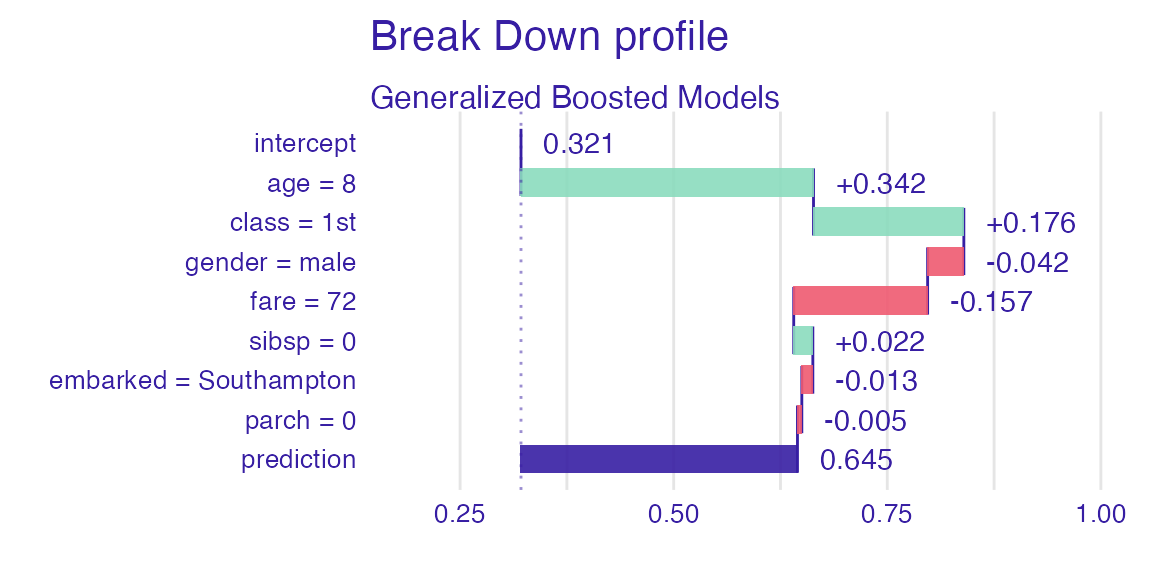 Break Down profile
Generalized Boosted Models
intercept 0.321
age = 8 +0.342
class = 1st +0.176
gender = male -0.042
fare = 72 -0.157
sibsp = 0 +0.022
embarked = Southampton -0.013
parch = 0 -0.005
prediction 0.645
0.25 0.50 0.75 1.00